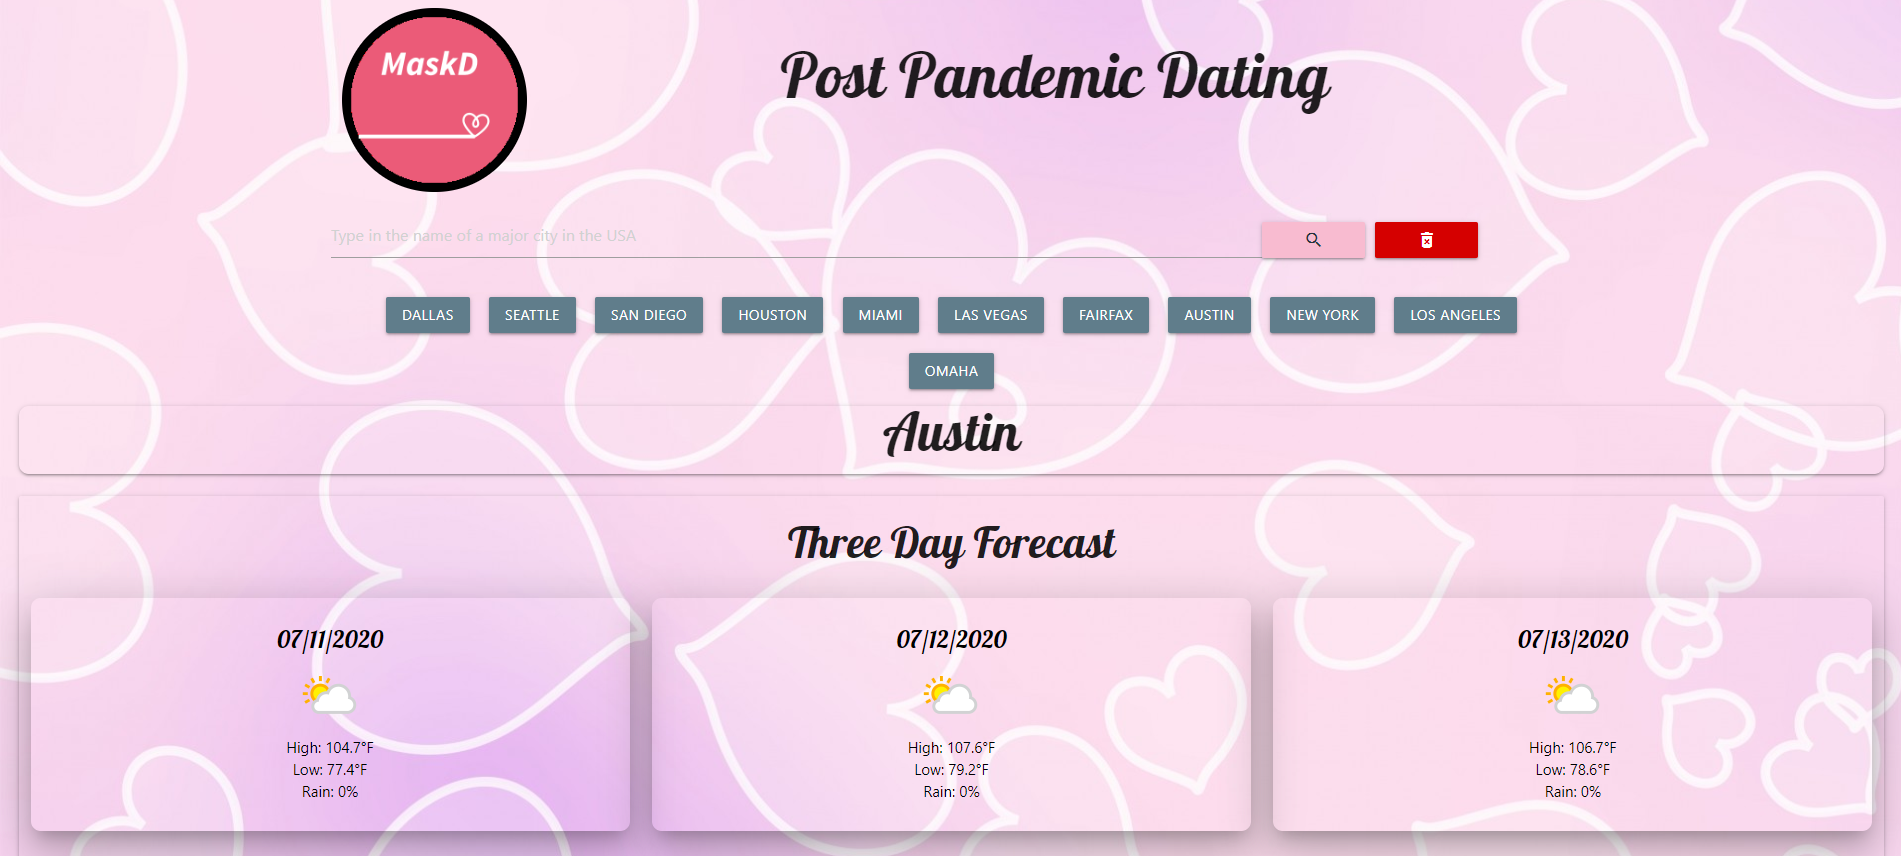 MaskD
Post Pandemic Dating
Type in the name of a major city in the USA
DALLAS SEATTLE SAN DIEGO HOUSTON MIAMI LAS VEGAS FAIRFAX AUSTIN NEW YORK LOS ANGELES
OMAHA
Austin
Three Day Forecast
07/11/2020
High: 104.7°F
Low: 77.4°F
Rain: 0%
07/12/2020
High: 107.6°F
Low: 79.2°F
Rain: 0%
07/13/2020
High: 106.7°F
Low: 78.6°F
Rain: 0%